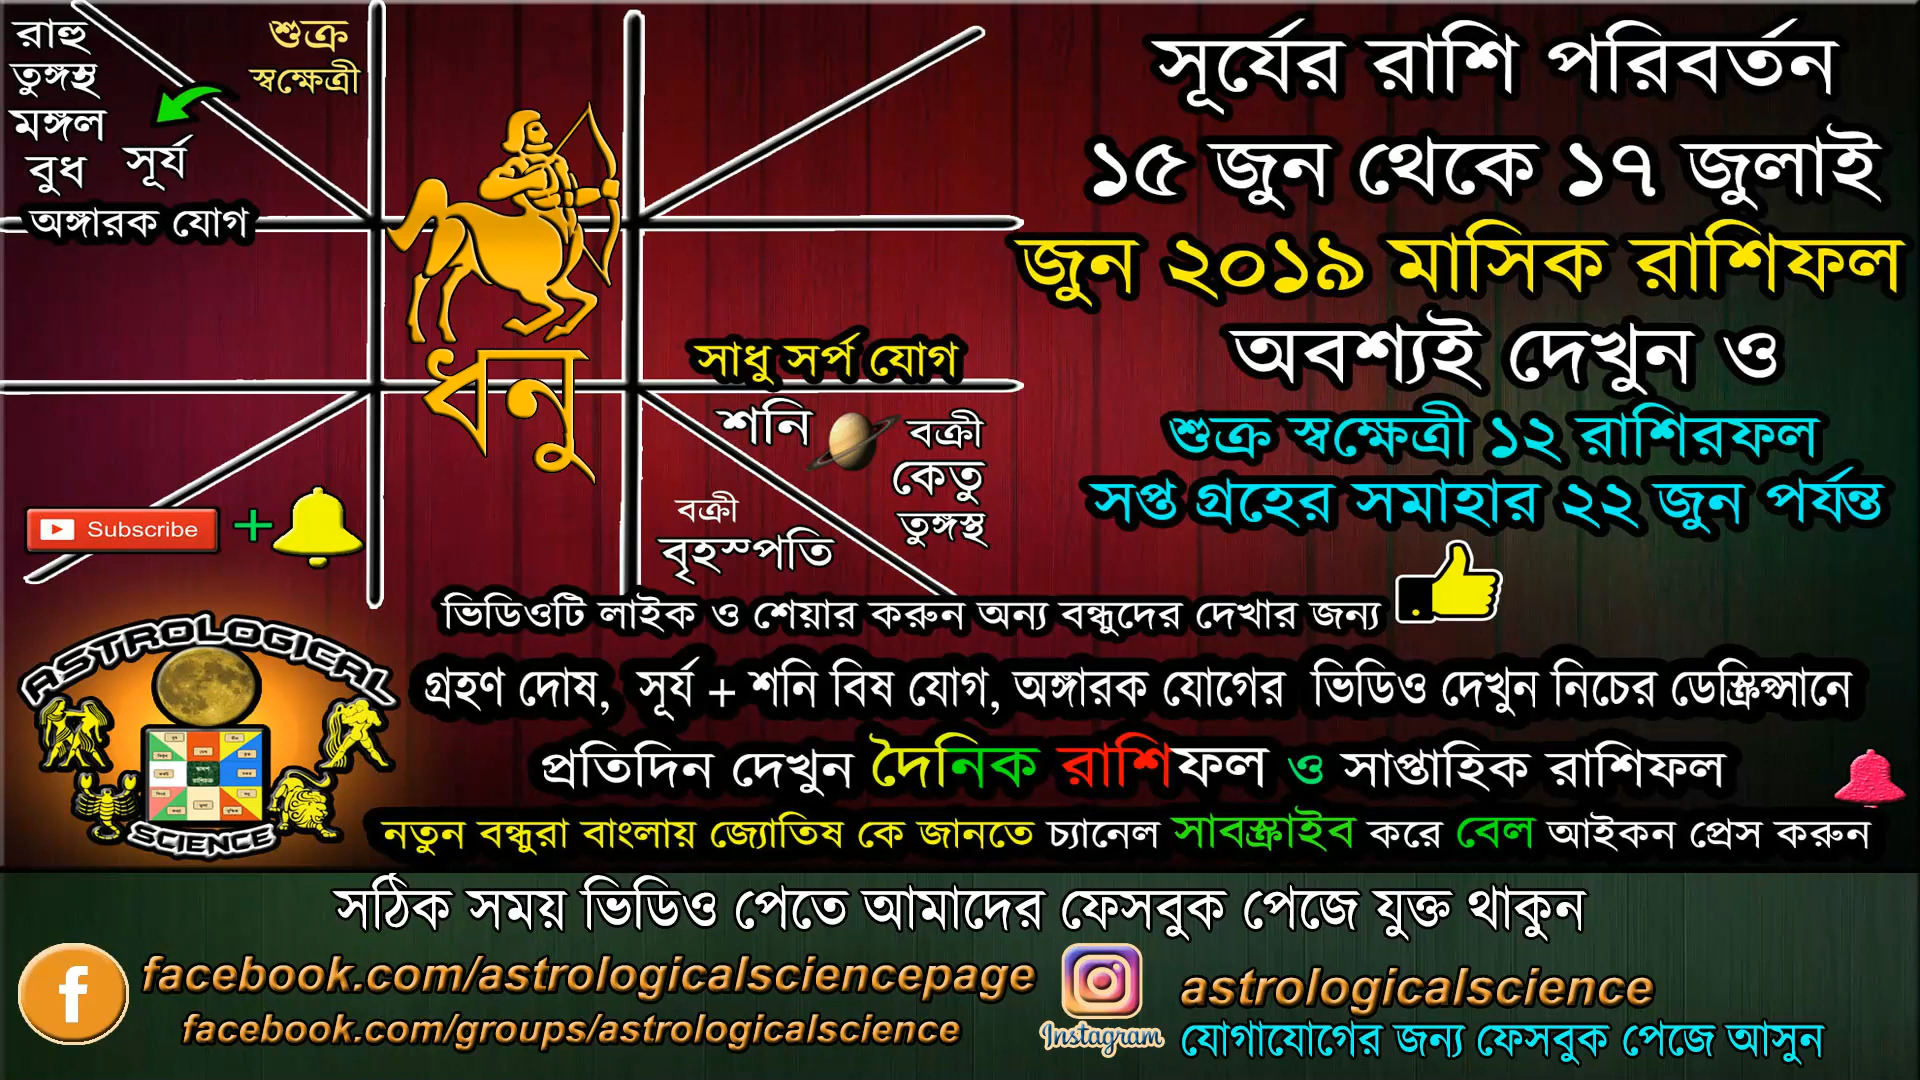 রাহু
তুঙ্গস্থ
মঙ্গল
বুধ
সূর্য
অঙ্গারক যোগ
শুক্র
স্বক্ষেত্রী
ধনু
সাধু সর্প যোগ
শনি
বক্রী
কেতু
তুঙ্গস্থ
বক্রী
বৃহস্পতি
Subscribe
+
সূর্যের রাশি পরিবর্তন
১৫ জুন থেকে ১৭ জুলাই
জুন ২০১৯ মাসিক রাশিফল
অবশ্যই দেখুন ও
শুক্র স্বক্ষেত্রী ১২ রাশিরফল
সপ্ত গ্রহের সমাহার ২২ জুন পর্যন্ত
ভিডিওটি লাইক ও শেয়ার করুন অন্য বন্ধুদের দেখার জন্য
ASTROLOGICAL
SCIENCE
গ্রহণ দোষ, সূর্য + শনি বিষ যোগ, অঙ্গারক যোগের ভিডিও দেখুন নিচের ডেস্ক্রিপ্সানে
প্রতিদিন দেখুন দৈনিক রাশিফল ও সাপ্তাহিক রাশিফল
নতুন বন্ধুরা বাংলায় জ্যোতিষ কে জানতে চ্যানেল সাবস্ক্রাইব করে বেল আইকন প্রেস করুন
সঠিক সময় ভিডিও পেতে আমাদের ফেসবুক পেজে যুক্ত থাকুন
facebook.com/astrologicalsciencepage
facebook.com/groups/astrologicalscience
Instagram
astrologicalscience
যোগাযোগের জন্য ফেসবুক পেজে আসুন